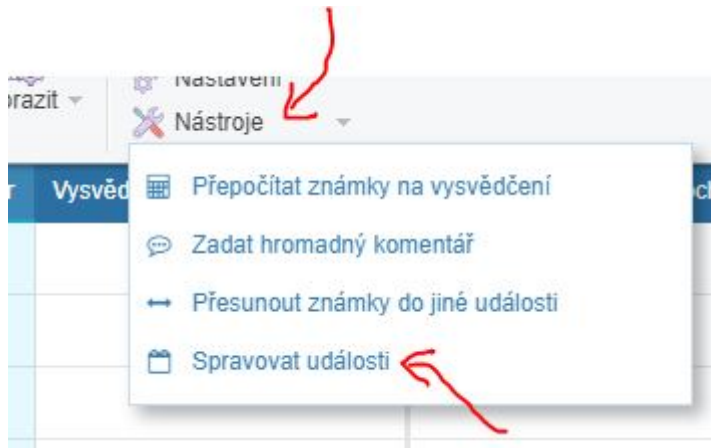 Nastavení
Nástroje
Vysvěd
Přepočítat známky na vysvědčení
Zadat hromadný komentář
Přesunout známky do jiné události
Spravovat události